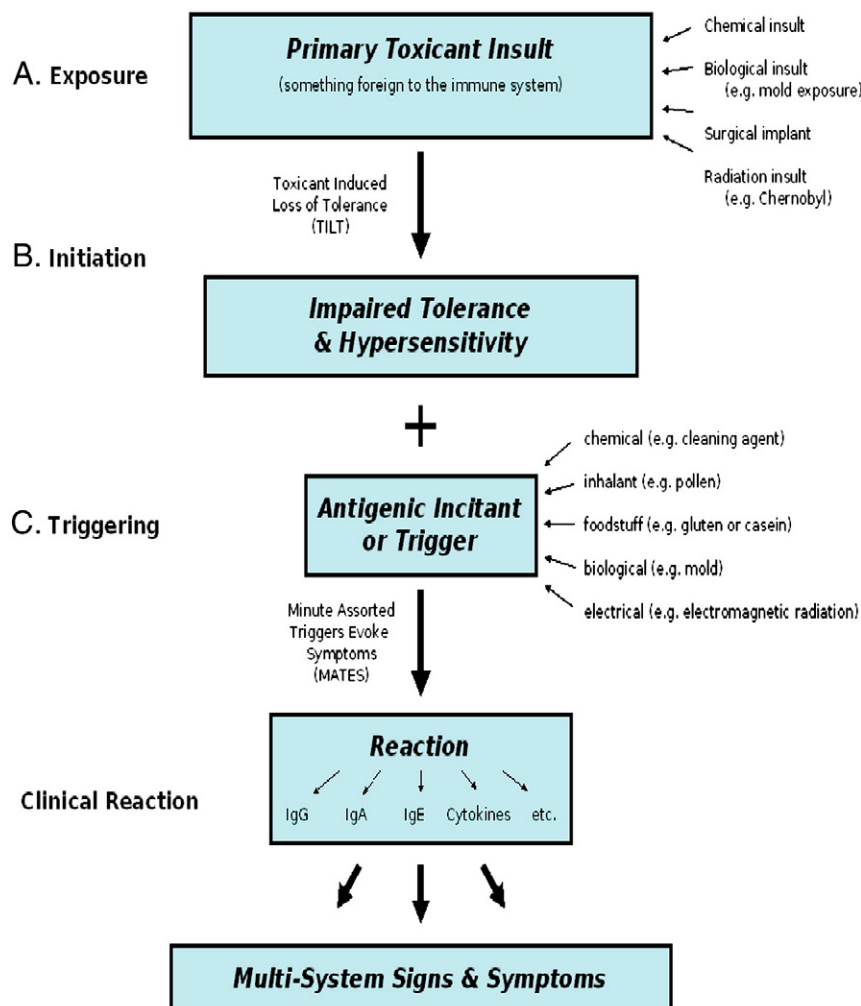 Primary Toxicant Insult
(something foreign to the immune system)
A. Exposure
Chemical insult
Biological insult
(e.g. mold exposure)
Surgical implant
Radiation insult
(e.g. Chernobyl)
Toxicant Induced
Loss of Tolerance
(TILT)
B. Initiation
Impaired Tolerance
& Hypersensitivity
+
C. Triggering
Antigenic Incitant
or Trigger
chemical (e.g. cleaning agent)
inhalant (e.g. pollen)
foodstuff (e.g. gluten or casein)
biological (e.g. mold)
electrical (e.g. electromagnetic radiation)
Minute Assorted
Triggers Evoke
Symptoms
(MATES)
Clinical Reaction
Reaction
IgG IgA IgE Cytokines etc.
Multi-System Signs & Symptoms